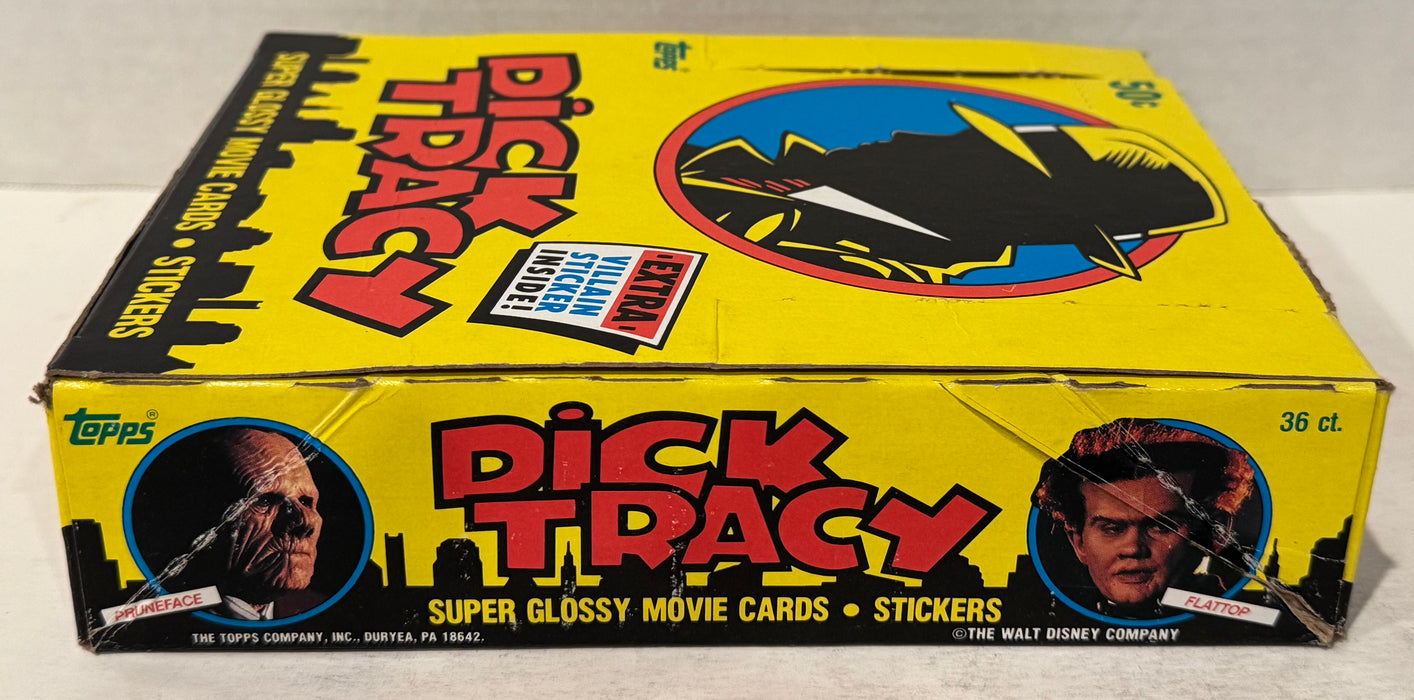 topps
50¢
DiCK
TRACY
·EXTRA·
VILLAIN
STICKER
INSIDE!
SUPER GLOSSY MOVIE CARDS • STICKERS
topps®
36 ct.
DiCK
TRACY
PRUNEFACE
FLATTOP
SUPER GLOSSY MOVIE CARDS • STICKERS
THE TOPPS COMPANY, INC., DURYEA, PA 18642.
©THE WALT DISNEY COMPANY